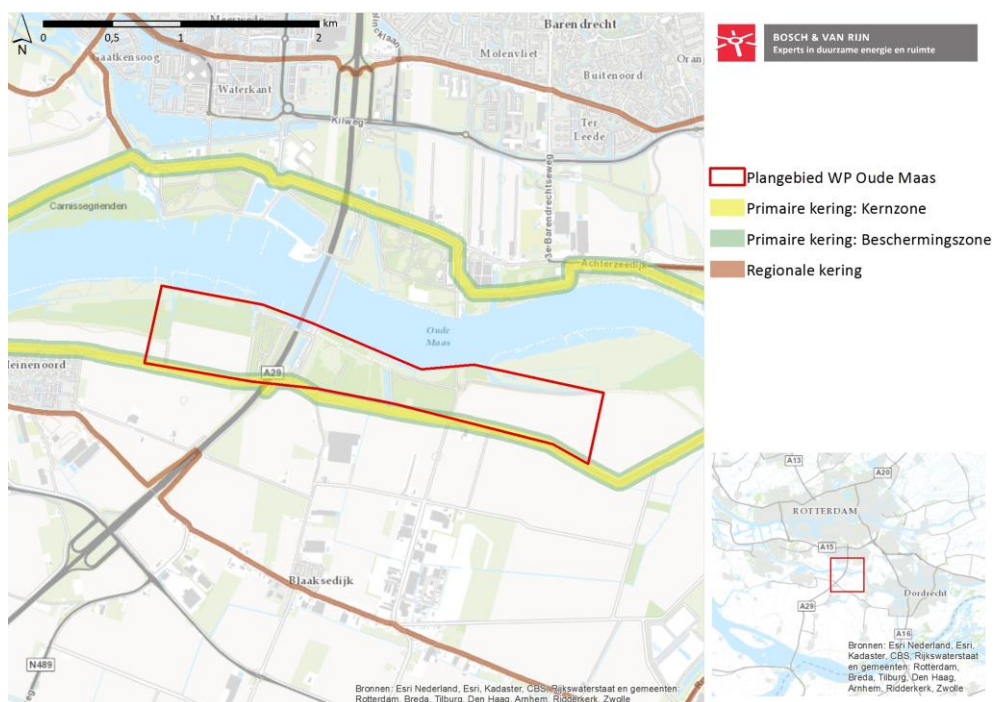 0 0,5 1 2
km
N
Barendrecht
Molenvliet
Gaatkensoog
Waterkant
Buitenoord
Ter
Leede
Kilweg
3e Barendrechtseweg
Carnissegrienden
Achterzeedijk
Oude
Maas
A29
Blaaksedijk
N489
Bronnen: Esri Nederland, Esri, Kadaster, CBS, Rijkswaterstaat en gemeenten:
Rotterdam, Breda, Tilburg, Den Haag, Arnhem, Ridderkerk, Zwolle
BOSCH & VAN RIJN
Experts in duurzame energie en ruimte
Plangebied WP Oude Maas
Primaire kering: Kernzone
Primaire kering: Beschermingszone
Regionale kering
A13
A20
ROTTERDAM
A15
A29
Dordrecht
A16
Bronnen: Esri Nederland, Esri,
Kadaster, CBS, Rijkswaterstaat
en gemeenten: Rotterdam,
Breda, Tilburg, Den Haag,
Arnhem, Ridderkerk, Zwolle